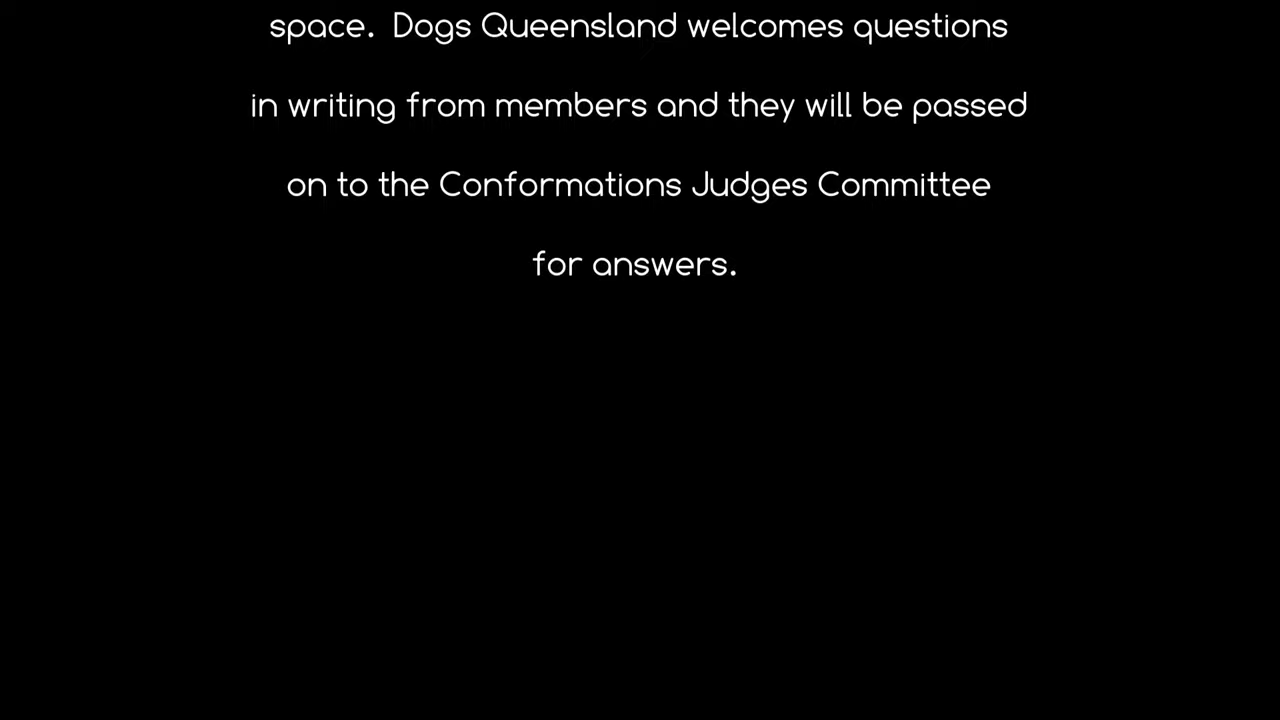 space.  Dogs Queensland welcomes questions
in writing from members and they will be passed
on to the Conformations Judges Committee
for answers.